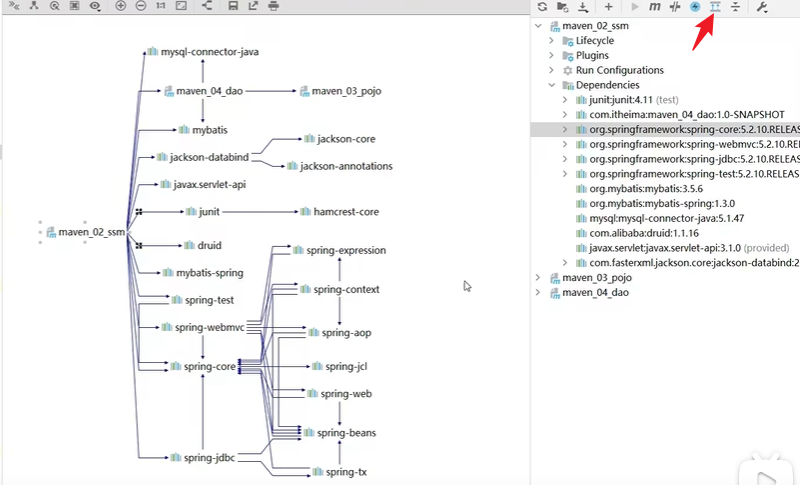 1:1
mysql-connector-java
maven_04_dao
maven_03_pojo
mybatis
jackson-core
jackson-databind
jackson-annotations
javax.servlet-api
junit
hamcrest-core
maven_02_ssm
druid
spring-expression
mybatis-spring
spring-context
spring-test
spring-webmvc
spring-aop
spring-core
spring-jcl
spring-web
spring-beans
spring-jdbc
spring-tx
m
maven_02_ssm
Lifecycle
Plugins
Run Configurations
Dependencies
junit:junit:4.11 (test)
com.itheima:maven_04_dao:1.0-SNAPSHOT
org.springframework:spring-core:5.2.10.RELEAS
org.springframework:spring-webmvc:5.2.10.REL
org.springframework:spring-jdbc:5.2.10.RELEAS
org.springframework:spring-test:5.2.10.RELEAS
org.mybatis:mybatis:3.5.6
org.mybatis:mybatis-spring:1.3.0
mysql:mysql-connector-java:5.1.47
com.alibaba:druid:1.1.16
javax.servlet:javax.servlet-api:3.1.0 (provided)
com.fasterxml.jackson.core:jackson-databind:2
maven_03_pojo
maven_04_dao